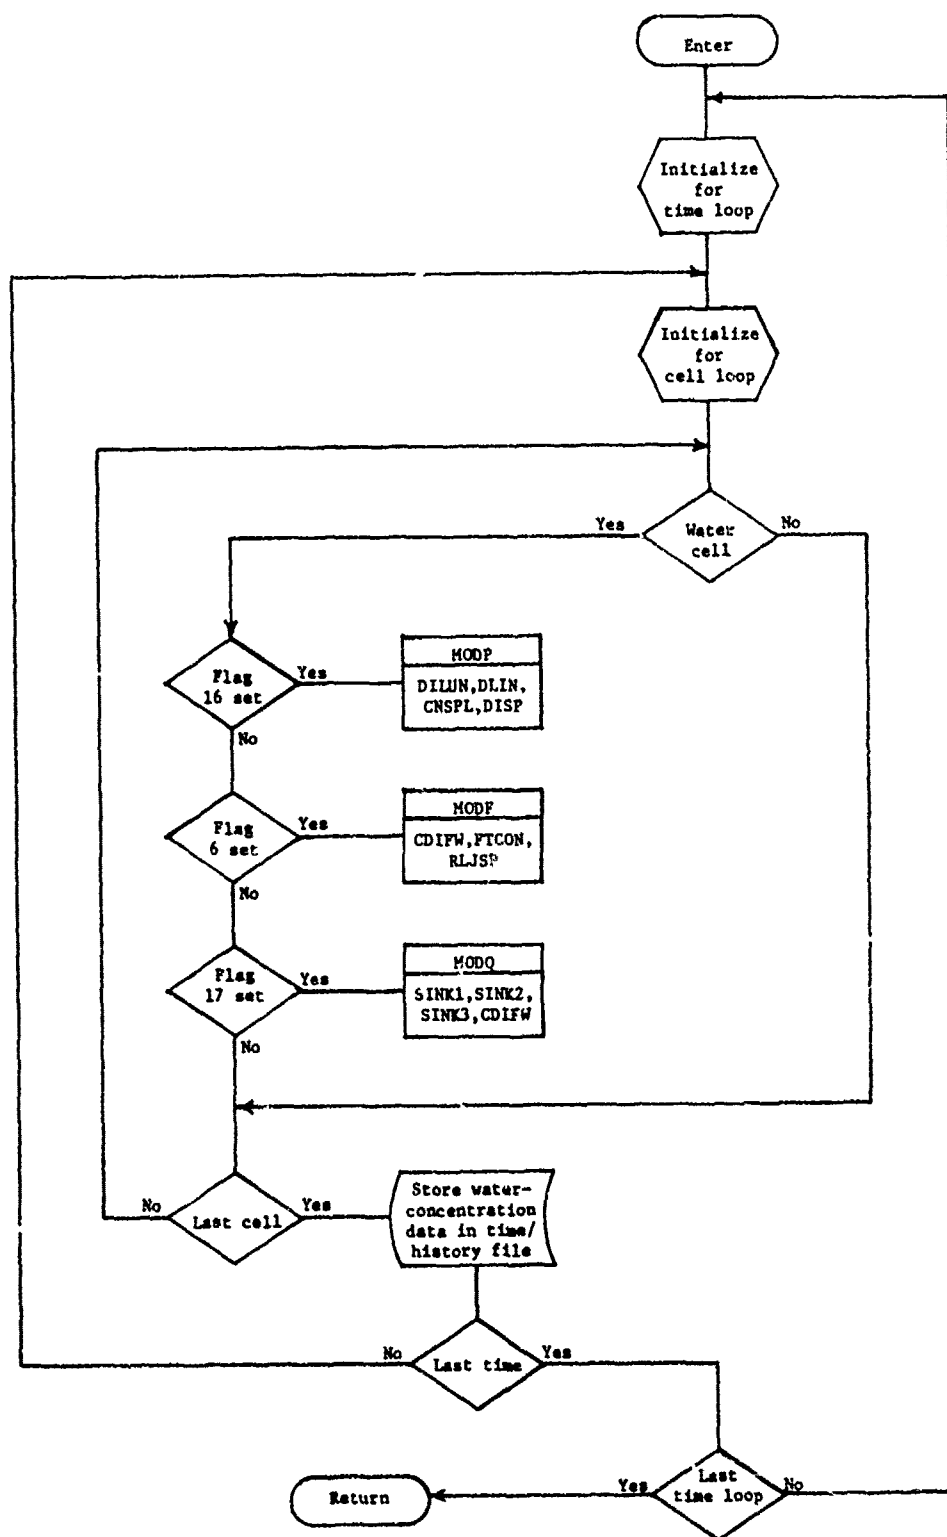 Enter
Initialize
for
time loop
Initialize
for
cell loop
Yes
Water
cell
No
Flag
16 set
Yes
No
MODP
DILUN,DLIN,
CNSPL,DISP
Flag
6 set
Yes
No
MODF
CDIFW,FTCON,
RLJSP
Flag
17 set
Yes
No
MODQ
SINK1,SINK2,
SINK3,CDIFW
No
Last cell
Yes
Store water-
concentration
data in time/
history file
No
Last time
Yes
Return
Yes
Last
time loop
No